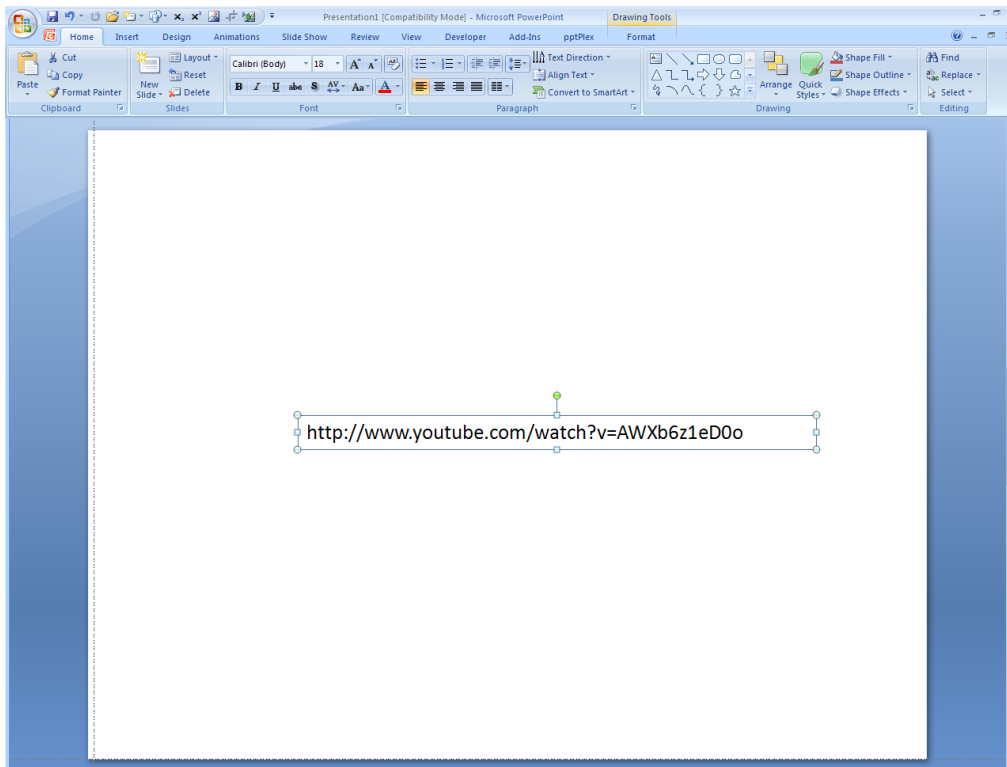 Presentation1 [Compatibility Mode] - Microsoft PowerPoint
Drawing Tools
Home Insert Design Animations Slide Show Review View Developer Add-Ins pptPlex Format
Cut
Copy
Format Painter
Paste
Clipboard
New
Slide
Layout
Reset
Delete
Slides
Calibri (Body) 18
B I U abc S AV Aa A
Font
Text Direction
Align Text
Convert to SmartArt
Paragraph
Arrange
Quick
Styles
Shape Fill
Shape Outline
Shape Effects
Drawing
Find
Replace
Select
Editing
http://www.youtube.com/watch?v=AWXb6z1eD0o